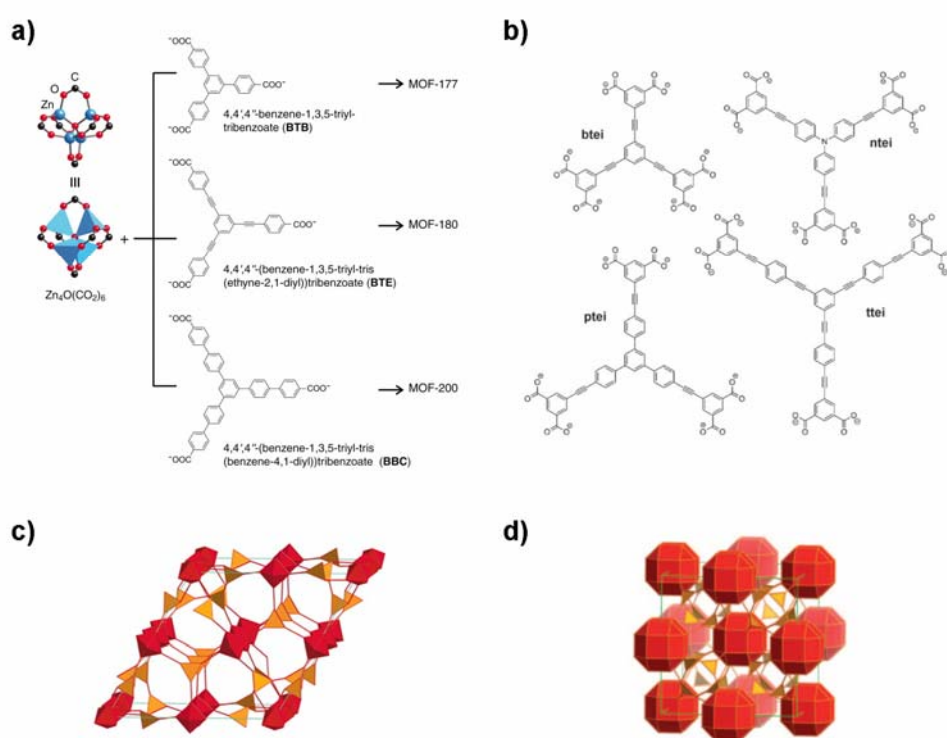 a)
C
O
Zn
III
Zn₄O(CO₂)₆
+
⁻OOC
COO⁻
⁻OOC
MOF-177
4,4′,4″-benzene-1,3,5-triyl-
tribenzoate (BTB)
⁻OOC
COO⁻
⁻OOC
MOF-180
4,4′,4″-(benzene-1,3,5-triyl-tris
(ethyne-2,1-diyl))tribenzoate (BTE)
⁻OOC
COO⁻
⁻OOC
MOF-200
4,4′,4″-(benzene-1,3,5-triyl-tris
(benzene-4,1-diyl))tribenzoate (BBC)
b)
btei
N
ntei
ptei
ttei
c)
d)